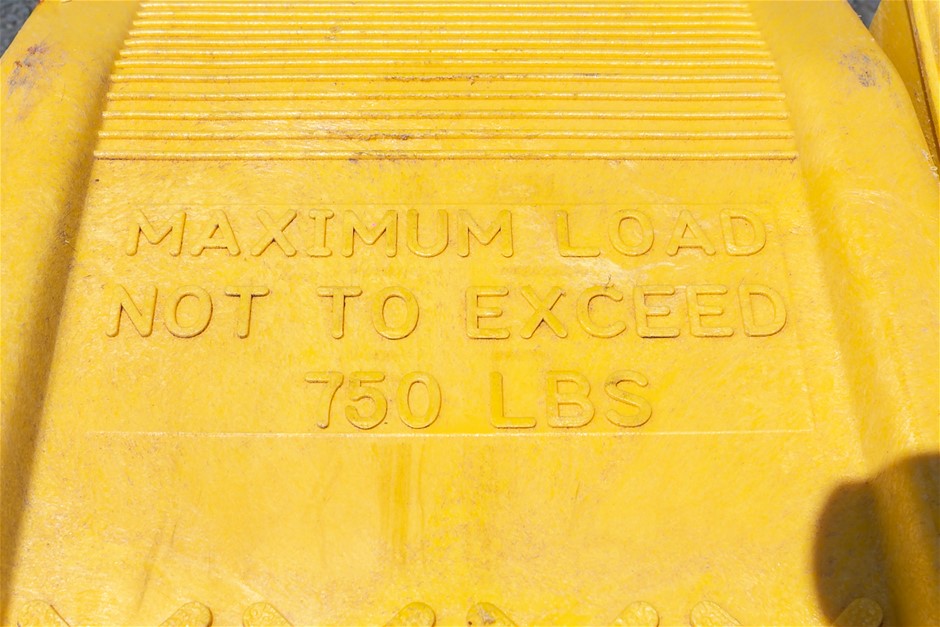 MAXIMUM LOAD
NOT TO EXCEED
750 LBS